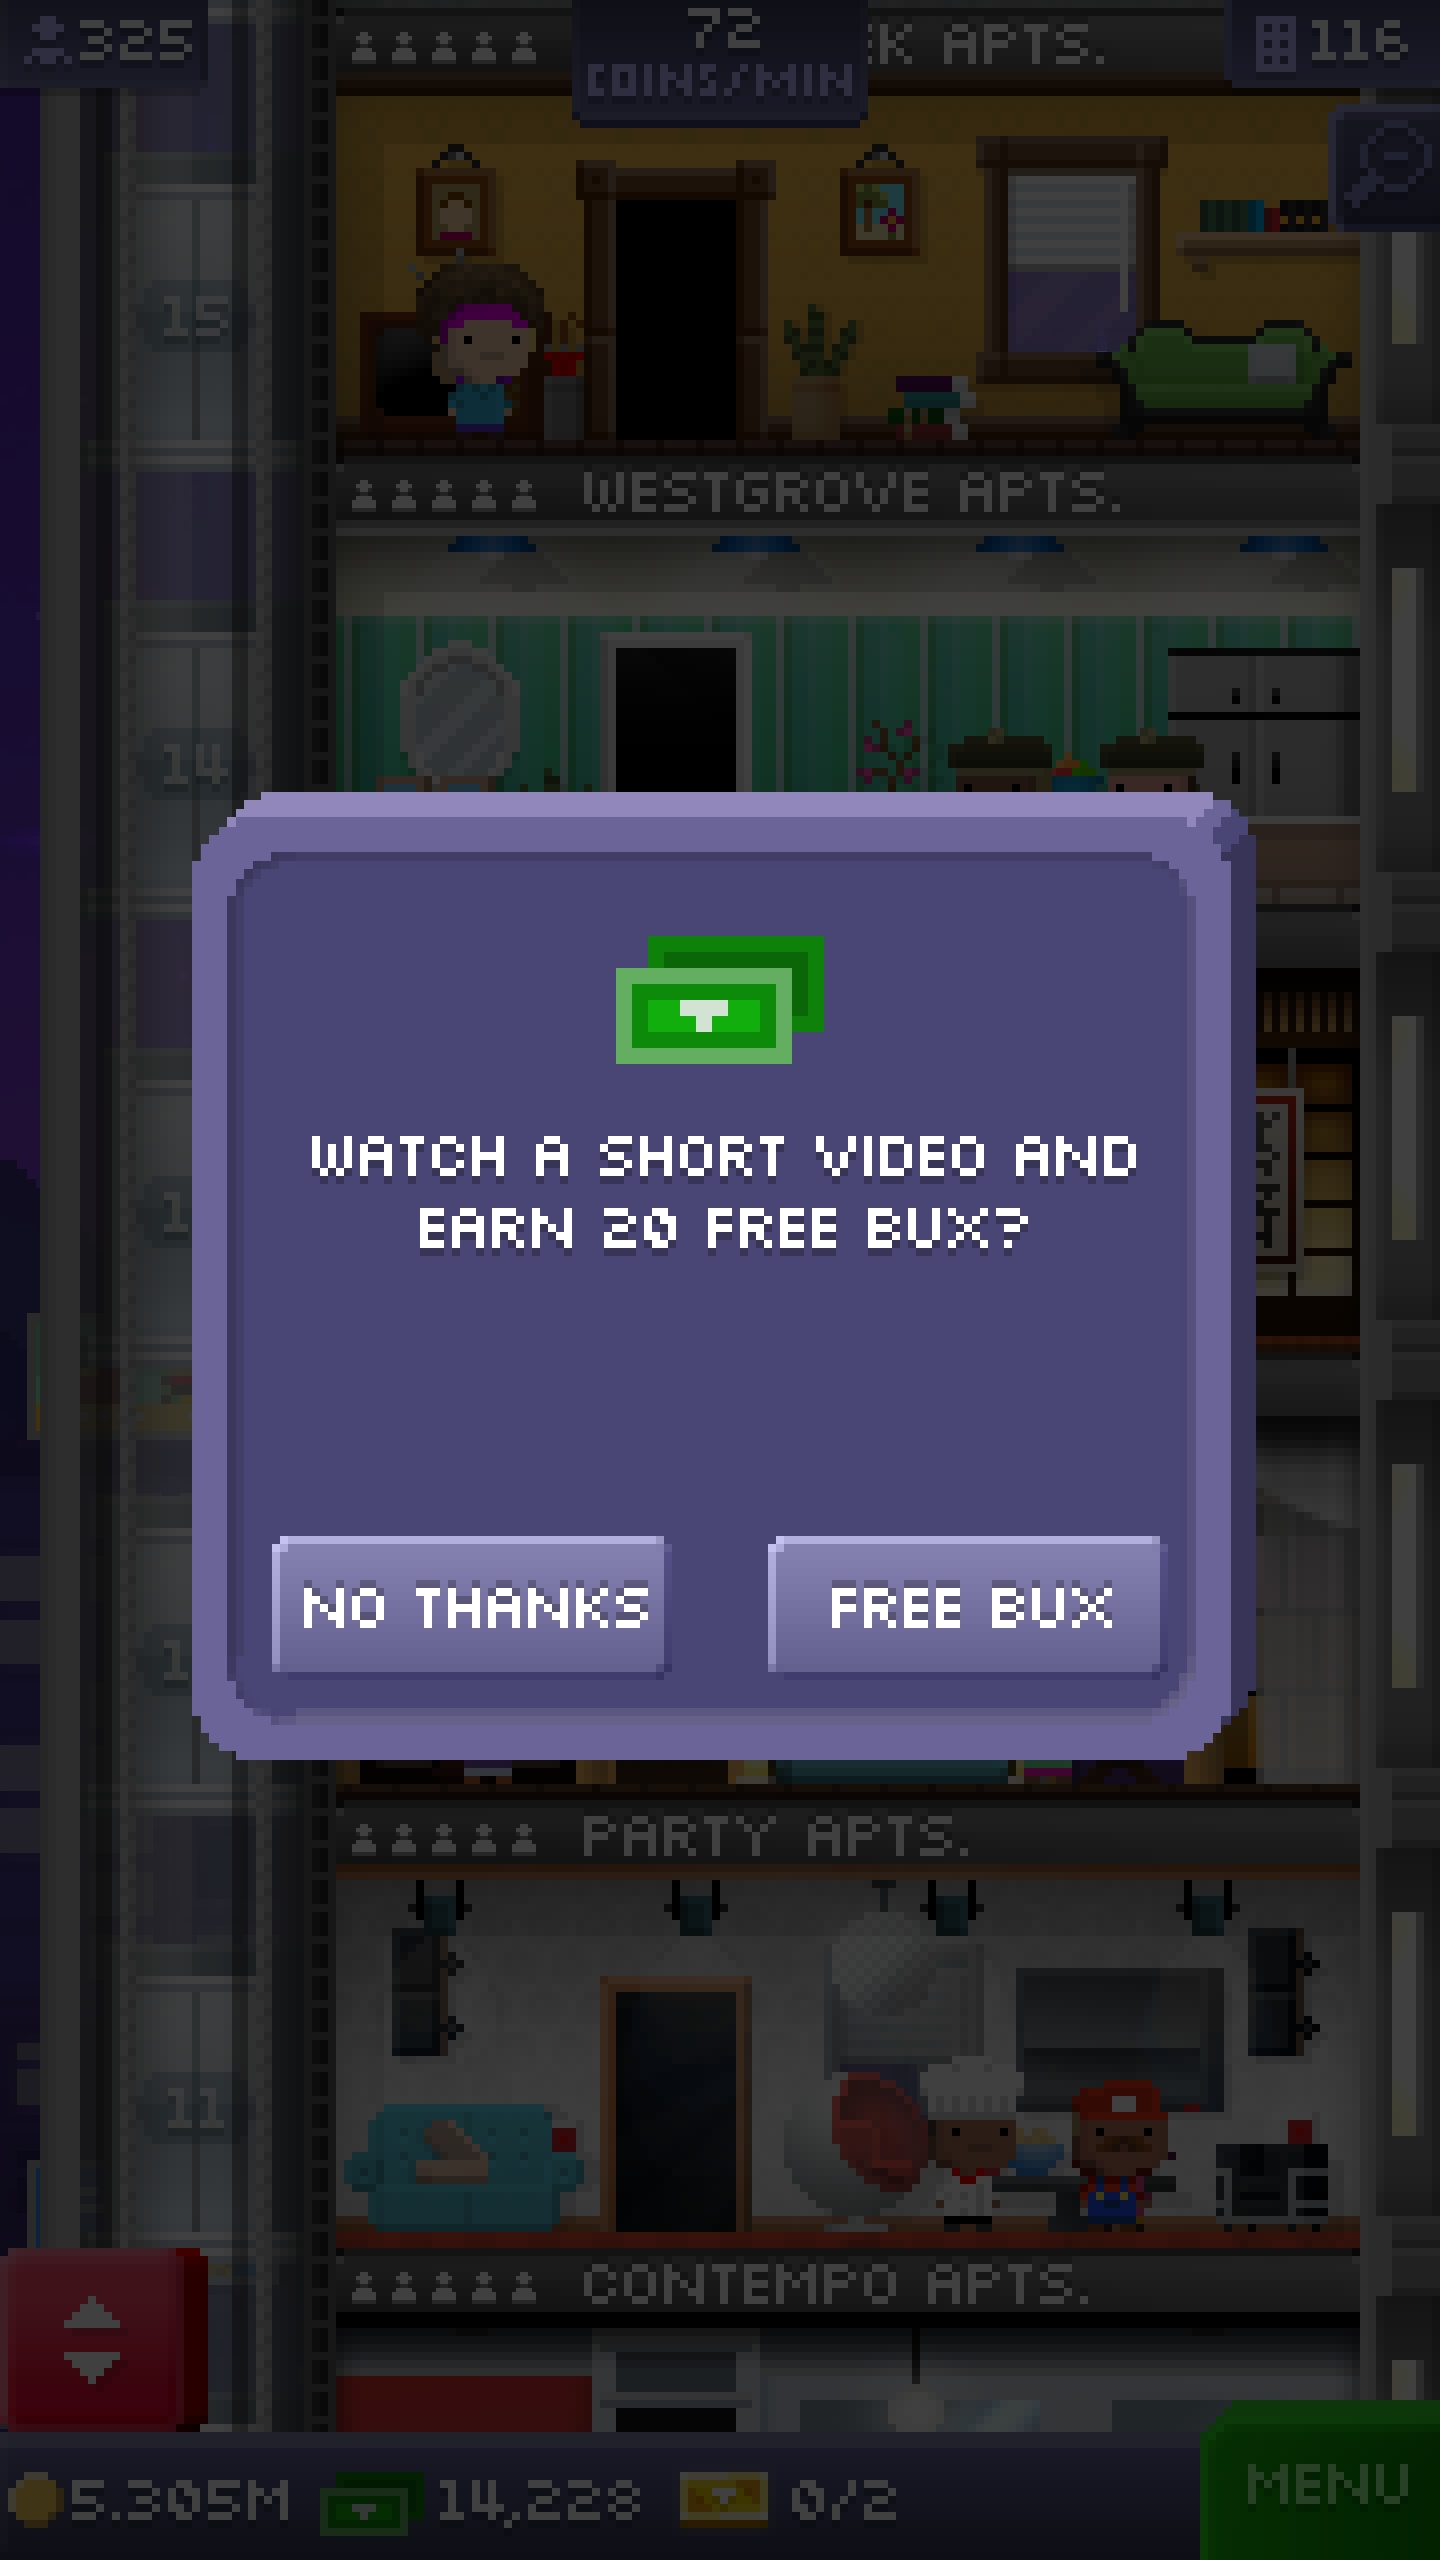 325
72
COINS/MIN
K APTS.
116
15
WESTGROVE APTS.
14
WATCH A SHORT VIDEO AND
EARN 20 FREE BUX?
NO THANKS
FREE BUX
PARTY APTS.
11
CONTEMPO APTS.
5.305M
14,228
0/2
MENU